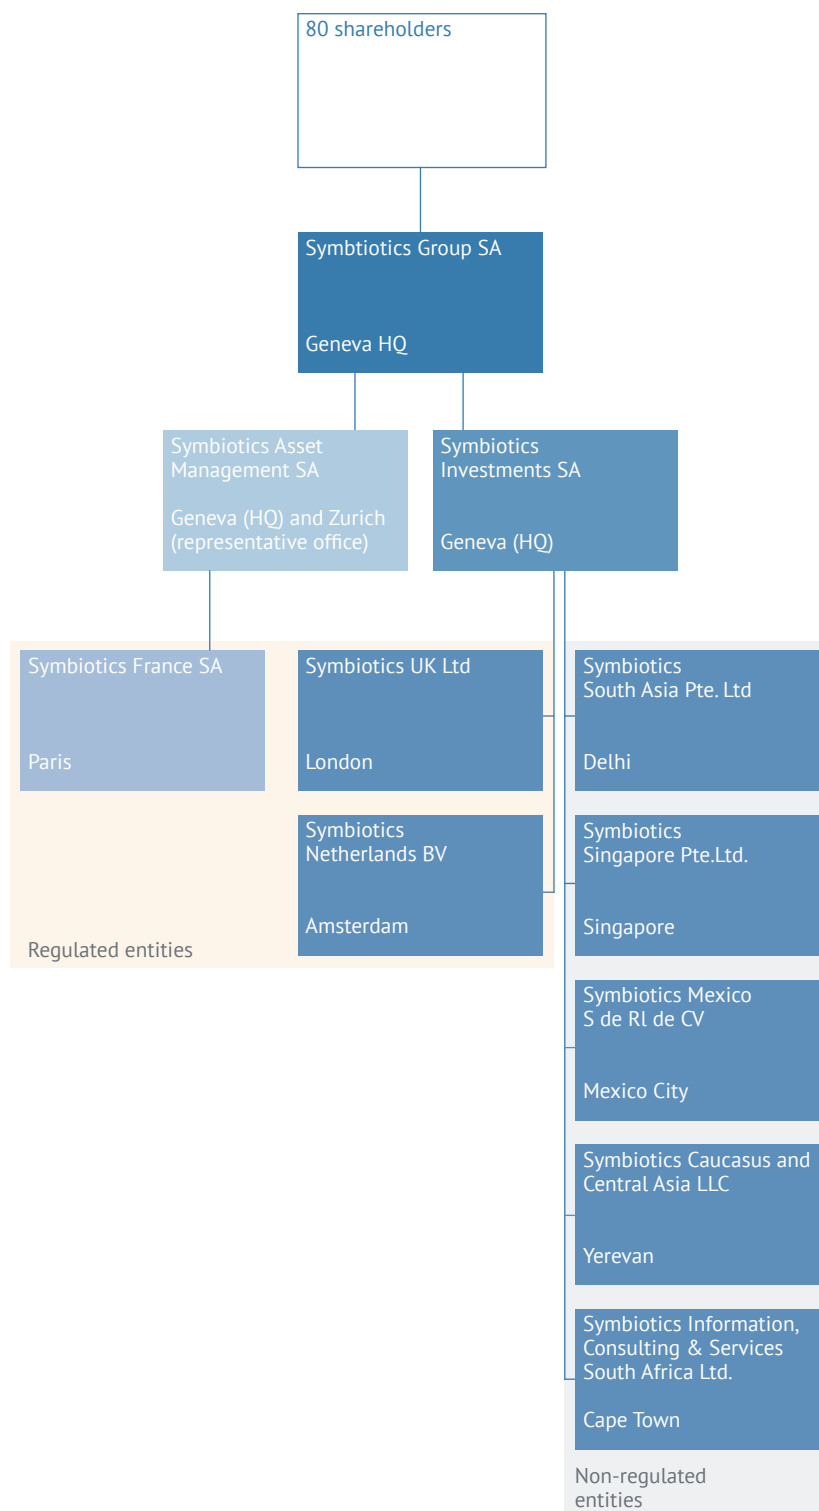 80 shareholders
Symbtiotics Group SA
Geneva HQ
Symbiotics Asset
Management SA
Geneva (HQ) and Zurich
(representative office)
Symbiotics
Investments SA
Geneva (HQ)
Symbiotics France SA
Paris
Symbiotics UK Ltd
London
Symbiotics
Netherlands BV
Amsterdam
Regulated entities
Symbiotics
South Asia Pte. Ltd
Delhi
Symbiotics
Singapore Pte.Ltd.
Singapore
Symbiotics Mexico
S de Rl de CV
Mexico City
Symbiotics Caucasus and
Central Asia LLC
Yerevan
Symbiotics Information,
Consulting & Services
South Africa Ltd.
Cape Town
Non-regulated
entities